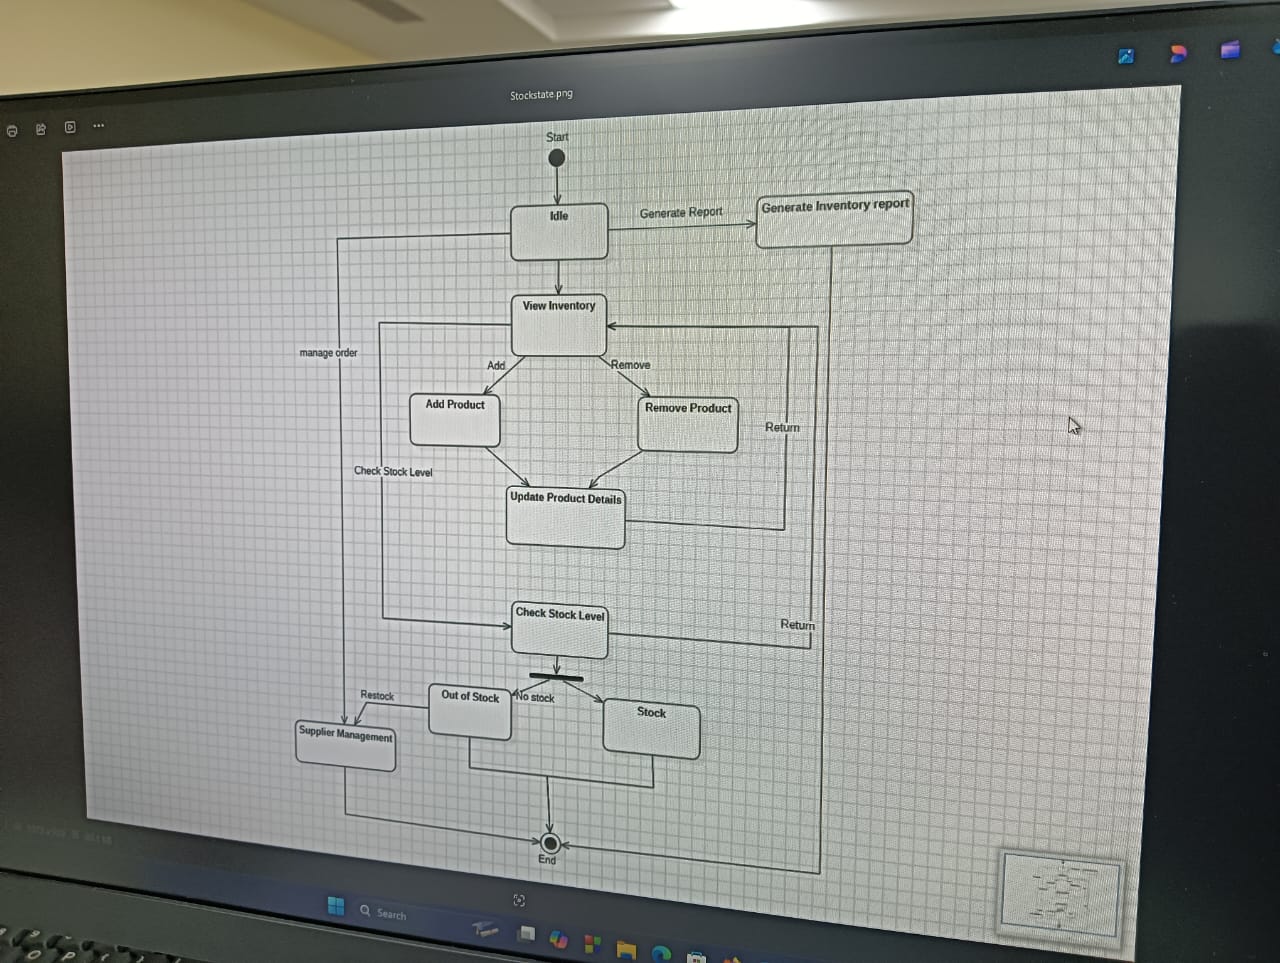 Stockstate.png
Start
Idle
Generate Report
Generate Inventory report
View Inventory
manage order
Add
Remove
Add Product
Remove Product
Return
Check Stock Level
Update Product Details
Check Stock Level
Return
Restock
Out of Stock
No stock
Stock
Supplier Management
End
Search